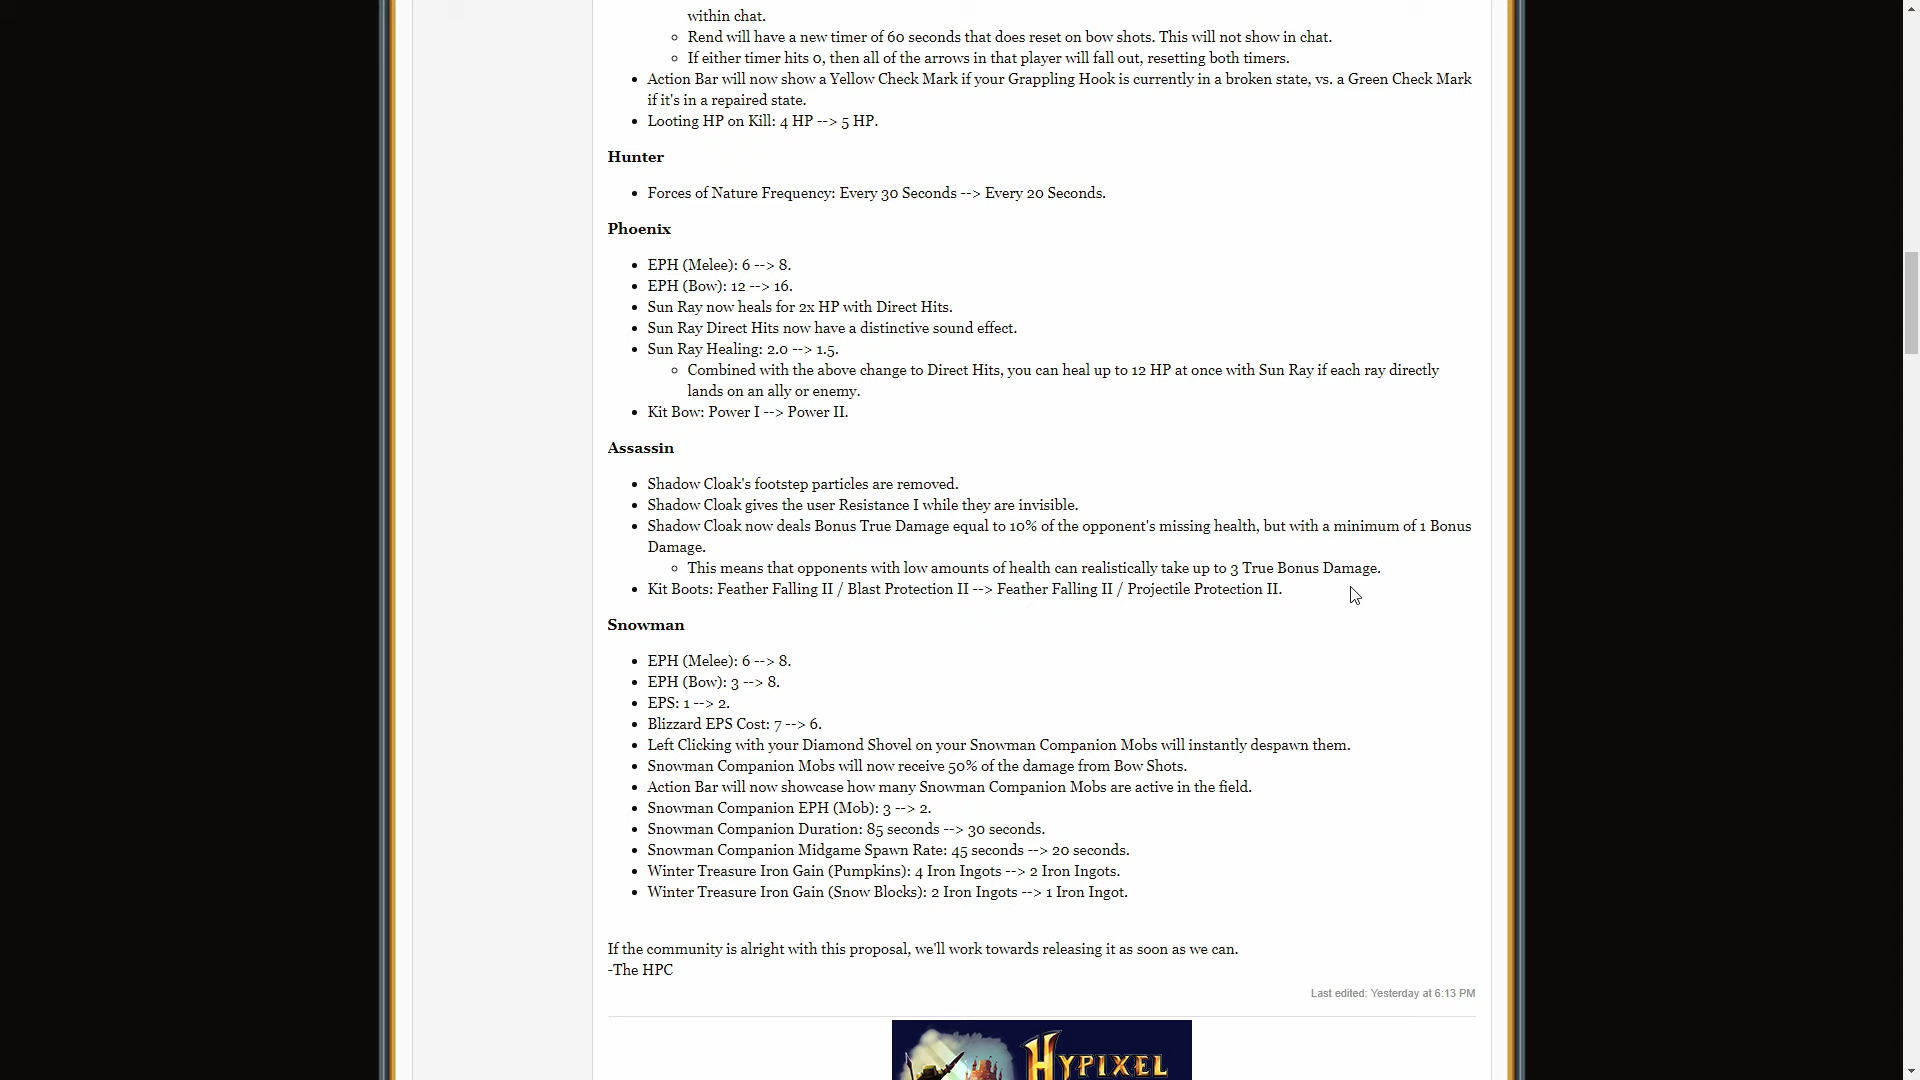 within chat.
Rend will have a new timer of 60 seconds that does reset on bow shots. This will not show in chat.
If either timer hits 0, then all of the arrows in that player will fall out, resetting both timers.
Action Bar will now show a Yellow Check Mark if your Grappling Hook is currently in a broken state, vs. a Green Check Mark
if it's in a repaired state.
Looting HP on Kill: 4 HP --> 5 HP.
Hunter
Forces of Nature Frequency: Every 30 Seconds --> Every 20 Seconds.
Phoenix
EPH (Melee): 6 --> 8.
EPH (Bow): 12 --> 16.
Sun Ray now heals for 2x HP with Direct Hits.
Sun Ray Direct Hits now have a distinctive sound effect.
Sun Ray Healing: 2.0 --> 1.5.
Combined with the above change to Direct Hits, you can heal up to 12 HP at once with Sun Ray if each ray directly
lands on an ally or enemy.
Kit Bow: Power I --> Power II.
Assassin
Shadow Cloak's footstep particles are removed.
Shadow Cloak gives the user Resistance I while they are invisible.
Shadow Cloak now deals Bonus True Damage equal to 10% of the opponent's missing health, but with a minimum of 1 Bonus
Damage.
This means that opponents with low amounts of health can realistically take up to 3 True Bonus Damage.
Kit Boots: Feather Falling II / Blast Protection II --> Feather Falling II / Projectile Protection II.
Snowman
EPH (Melee): 6 --> 8.
EPH (Bow): 3 --> 8.
EPS: 1 --> 2.
Blizzard EPS Cost: 7 --> 6.
Left Clicking with your Diamond Shovel on your Snowman Companion Mobs will instantly despawn them.
Snowman Companion Mobs will now receive 50% of the damage from Bow Shots.
Action Bar will now showcase how many Snowman Companion Mobs are active in the field.
Snowman Companion EPH (Mob): 3 --> 2.
Snowman Companion Duration: 85 seconds --> 30 seconds.
Snowman Companion Midgame Spawn Rate: 45 seconds --> 20 seconds.
Winter Treasure Iron Gain (Pumpkins): 4 Iron Ingots --> 2 Iron Ingots.
Winter Treasure Iron Gain (Snow Blocks): 2 Iron Ingots --> 1 Iron Ingot.
If the community is alright with this proposal, we'll work towards releasing it as soon as we can.
-The HPC
Last edited: Yesterday at 6:13 PM
HYPIXEL